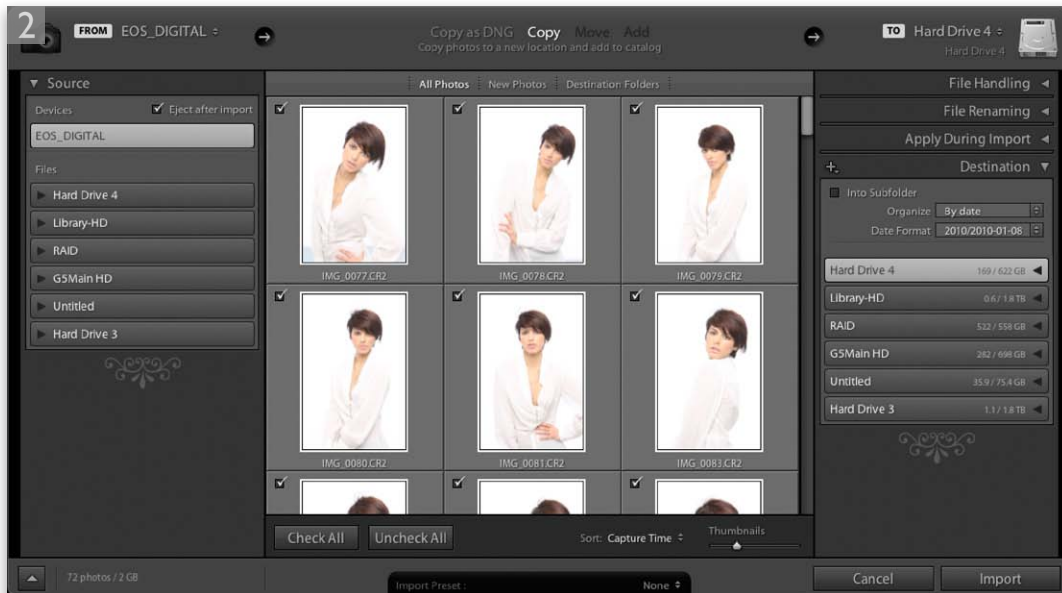 2
FROM EOS_DIGITAL
Copy as DNG Copy Move Add
Copy photos to a new location and add to catalog
TO Hard Drive 4
Hard Drive 4
Source
Devices Eject after import
EOS_DIGITAL
Files
Hard Drive 4
Library-HD
RAID
G5Main HD
Untitled
Hard Drive 3
All Photos New Photos Destination Folders
IMG_0077.CR2 IMG_0078.CR2 IMG_0079.CR2
IMG_0080.CR2 IMG_0081.CR2 IMG_0083.CR2
Check All Uncheck All Sort: Capture Time Thumbnails
File Handling
File Renaming
Apply During Import
Destination
Into Subfolder
Organize By date
Date Format 2010/2010-01-08
Hard Drive 4 169 / 622 GB
Library-HD 0.6 / 1.8 TB
RAID 522 / 558 GB
G5Main HD 282 / 698 GB
Untitled 35.9 / 75.4 GB
Hard Drive 3 1.1 / 1.8 TB
72 photos / 2 GB
Import Preset : None
Cancel Import